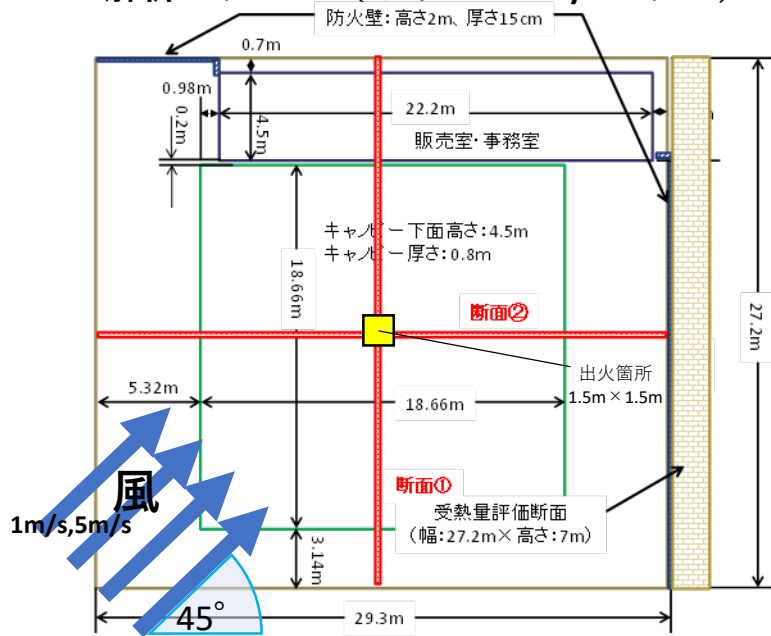 防火壁：高さ2m、厚さ15cm
0.7m
0.98m
0.2m
4.5m
22.2m
販売室・事務室
キャノピー下面高さ：4.5m
キャノピー厚さ：0.8m
18.66m
断面②
27.2m
出火箇所
1.5m×1.5m
5.32m
18.66m
風
1m/s,5m/s
断面①
受熱量評価断面
（幅：27.2m×高さ：7m）
3.14m
45°
29.3m